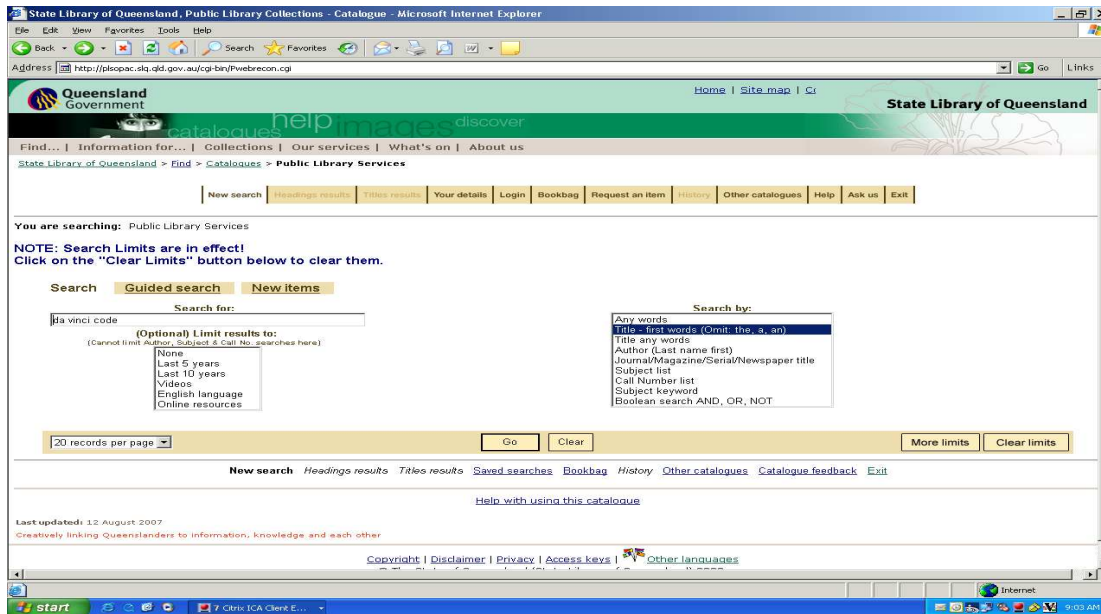 State Library of Queensland, Public Library Collections - Catalogue - Microsoft Internet Explorer
File Edit View Favorites Tools Help
Back Search Favorites
Address http://plsopac.slq.qld.gov.au/cgi-bin/Pwebrecon.cgi Go Links
Home | Site map |
Queensland
Government
State Library of Queensland
catalogues help images discover
Find... | Information for... | Collections | Our services | What's on | About us
State Library of Queensland > Find > Catalogues > Public Library Services
New search Headings results Titles results Your details Login Bookbag Request an item History Other catalogues Help Ask us Exit
You are searching: Public Library Services
NOTE: Search Limits are in effect!
Click on the "Clear Limits" button below to clear them.
Search Guided search New items
Search for:
da vinci code
(Optional) Limit results to:
(Cannot limit Author, Subject & Call No. searches here)
None
Last 5 years
Last 10 years
Videos
English language
Online resources
Search by:
Any words
Title - first words (Omit: the, a, an)
Title any words
Author (Last name first)
Journal/Magazine/Serial/Newspaper title
Subject list
Call Number list
Subject keyword
Boolean search AND, OR, NOT
20 records per page Go Clear More limits Clear limits
New search Headings results Titles results Saved searches Bookbag History Other catalogues Catalogue feedback Exit
Help with using this catalogue
Last updated: 12 August 2007
Creatively linking Queenslanders to information, knowledge and each other
Copyright | Disclaimer | Privacy | Access keys | Other languages
Internet
start 7 Citrix ICA Client E... 9:03 AM